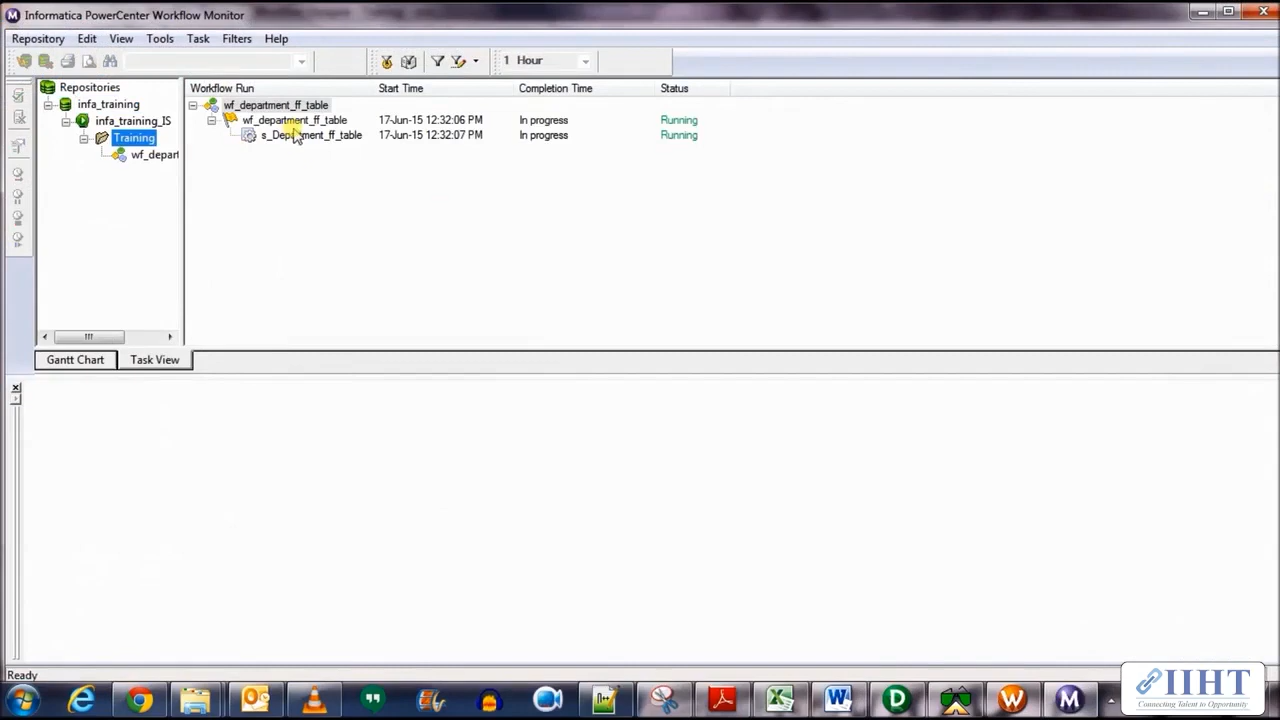 Informatica PowerCenter Workflow Monitor
Repository Edit View Tools Task Filters Help
1 Hour
Repositories
infa_training
infa_training_IS
Training
wf_depart
Workflow Run Start Time Completion Time Status
wf_department_ff_table
wf_department_ff_table 17-Jun-15 12:32:06 PM In progress Running
s_Department_ff_table 17-Jun-15 12:32:07 PM In progress Running
Gantt Chart Task View
Ready
IIHT
Connecting Talent to Opportunity